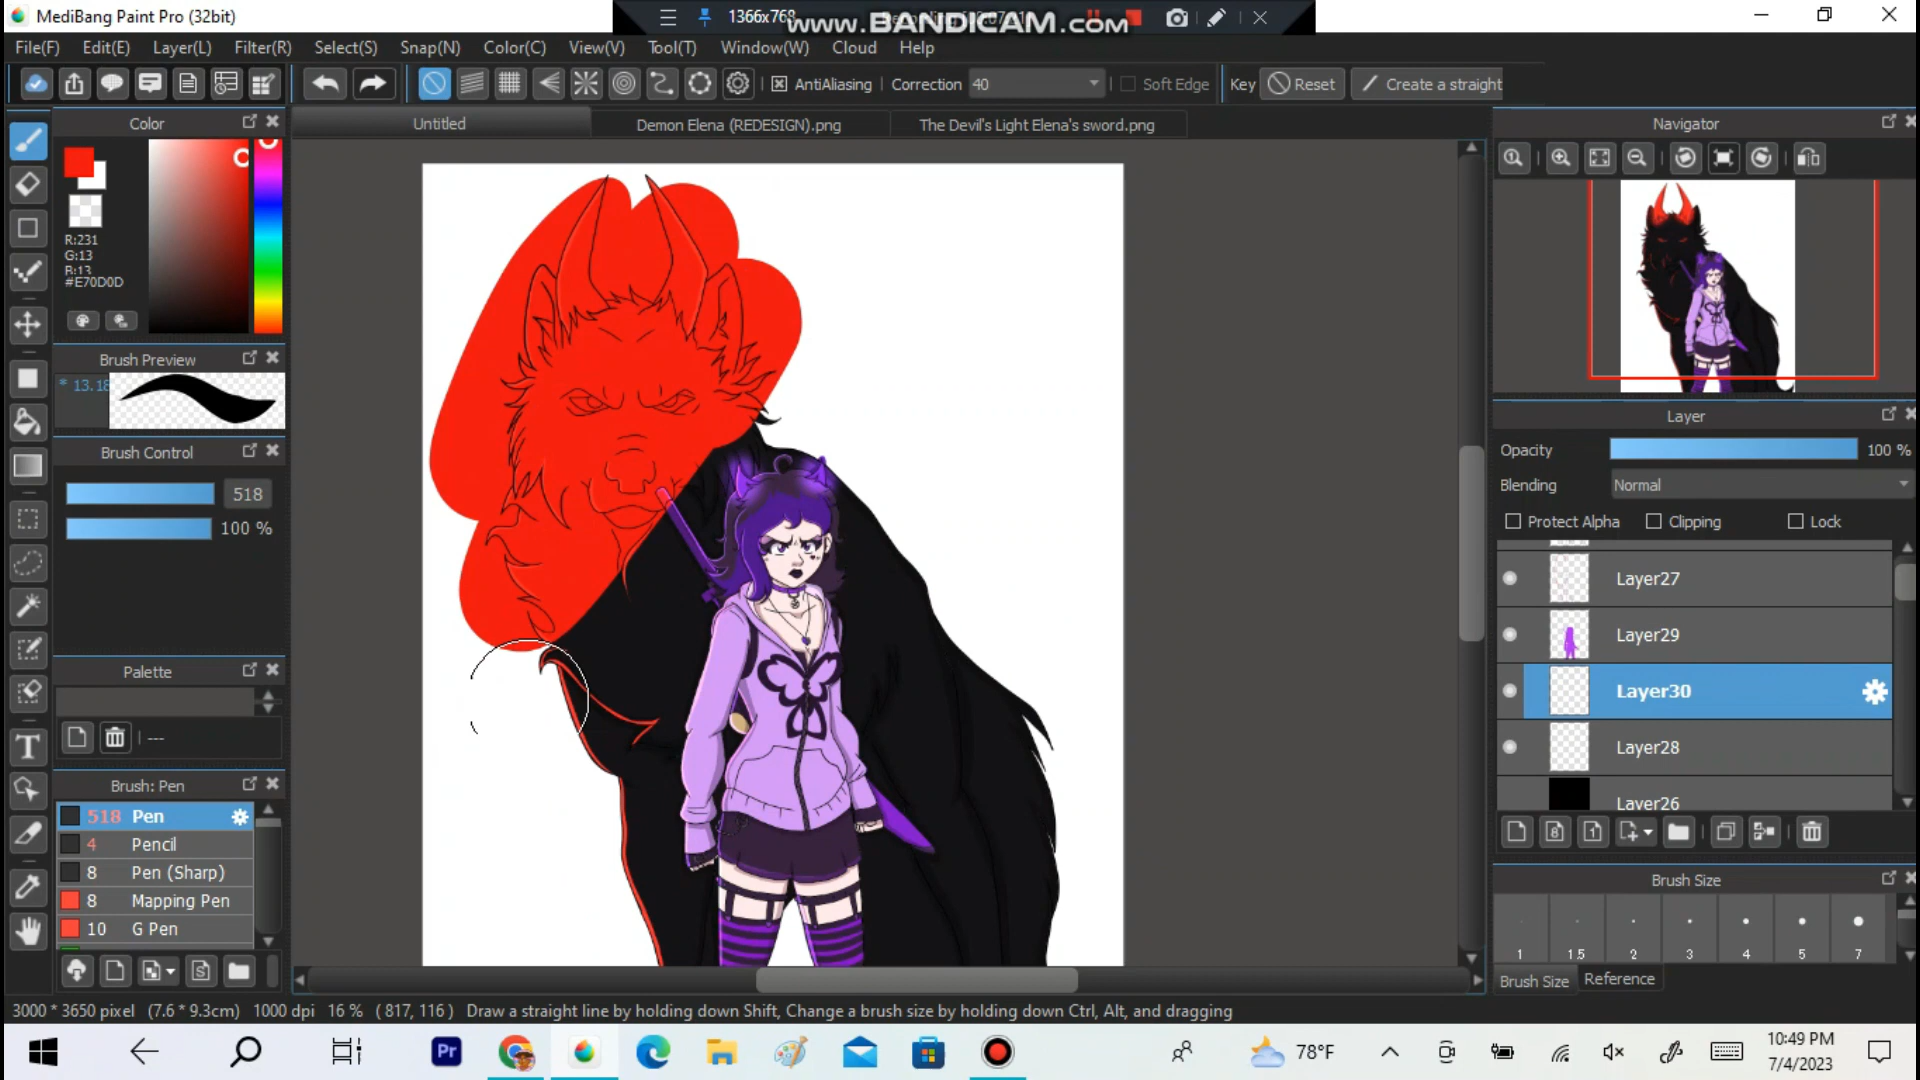 MediBang Paint Pro (32bit)
1366x768
www.BANDICAM.com
File(F) Edit(E) Layer(L) Filter(R) Select(S) Snap(N) Color(C) View(V) Tool(T) Window(W) Cloud Help
AntiAliasing Correction 40 Soft Edge Key Reset Create a straight
Color
Untitled Demon Elena (REDESIGN).png The Devil's Light Elena's sword.png
Navigator
R:231
G:13
B:13
#E70D0D
Brush Preview
* 13.18
Brush Control
518
100 %
Palette
---
Brush: Pen
518 Pen
4 Pencil
8 Pen (Sharp)
8 Mapping Pen
10 G Pen
Layer
Opacity 100 %
Blending Normal
Protect Alpha Clipping Lock
Layer27
Layer29
Layer30
Layer28
Layer26
Brush Size
1 1.5 2 3 4 5 7
Brush Size Reference
3000 * 3650 pixel (7.6 * 9.3cm) 1000 dpi 16 % ( 817, 116 ) Draw a straight line by holding down Shift, Change a brush size by holding down Ctrl, Alt, and dragging
Pr
78°F
10:49 PM
7/4/2023